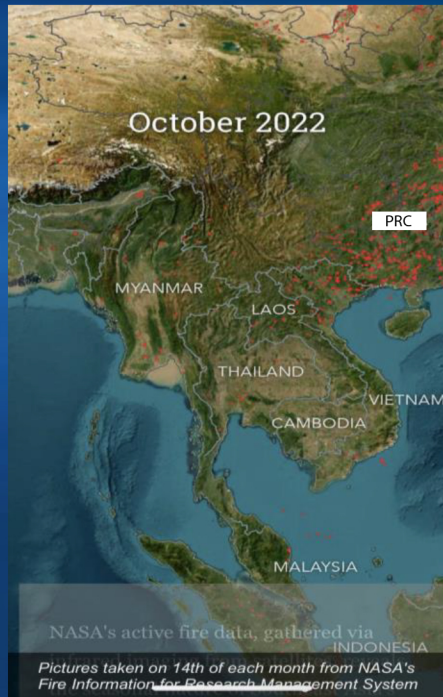 October 2022
PRC
MYANMAR
LAOS
THAILAND
VIETNAM
CAMBODIA
MALAYSIA
NASA's active fire data, gathered via
INDONESIA
Pictures taken on 14th of each month from NASA's
Fire Information for Research Management System